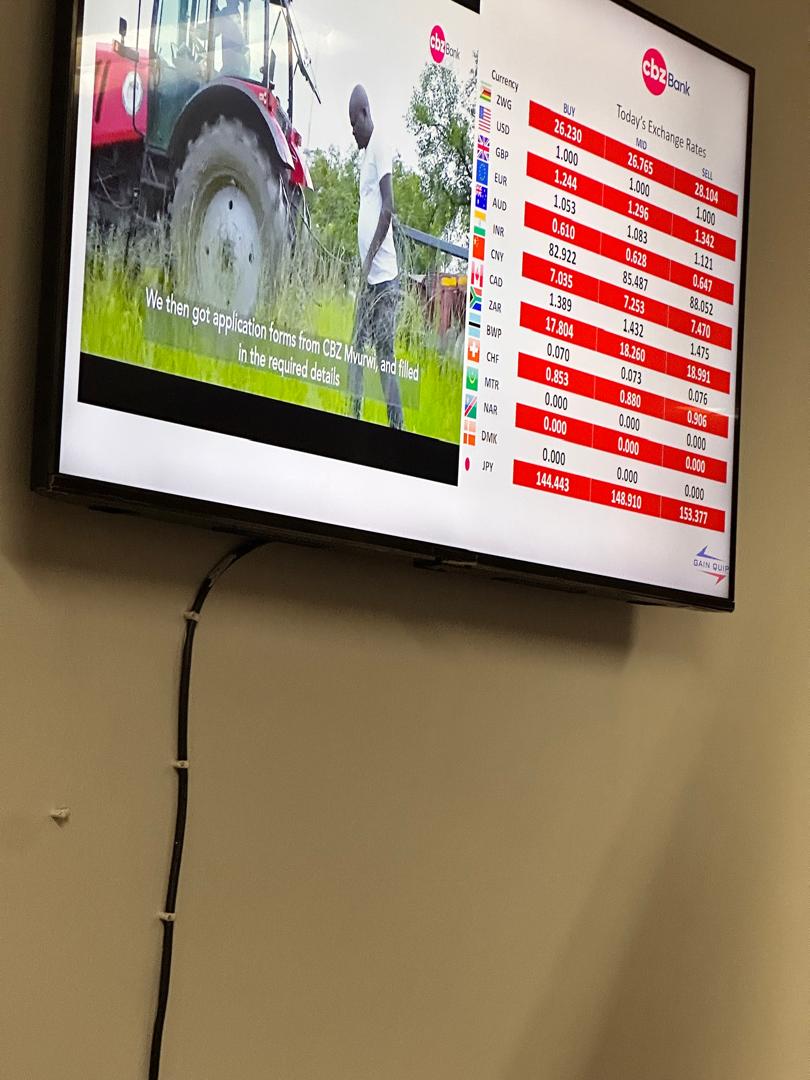 cbz Bank
We then got application forms from CBZ Mvurwi, and filled
in the required details
cbz Bank
Today's Exchange Rates
Currency BUY MID SELL
ZWG 26.230 26.765 28.104
USD 1.000 1.000 1.000
GBP 1.244 1.296 1.342
EUR 1.053 1.083 1.121
AUD 0.610 0.628 0.647
INR 82.922 85.487 88.052
CNY 7.035 7.253 7.470
CAD 1.389 1.432 1.475
ZAR 17.804 18.260 18.991
BWP 0.070 0.073 0.076
CHF 0.853 0.880 0.906
MTR 0.000 0.000 0.000
NAR 0.000 0.000 0.000
DMK 0.000 0.000 0.000
JPY 144.443 148.910 153.377
GAIN QUIP